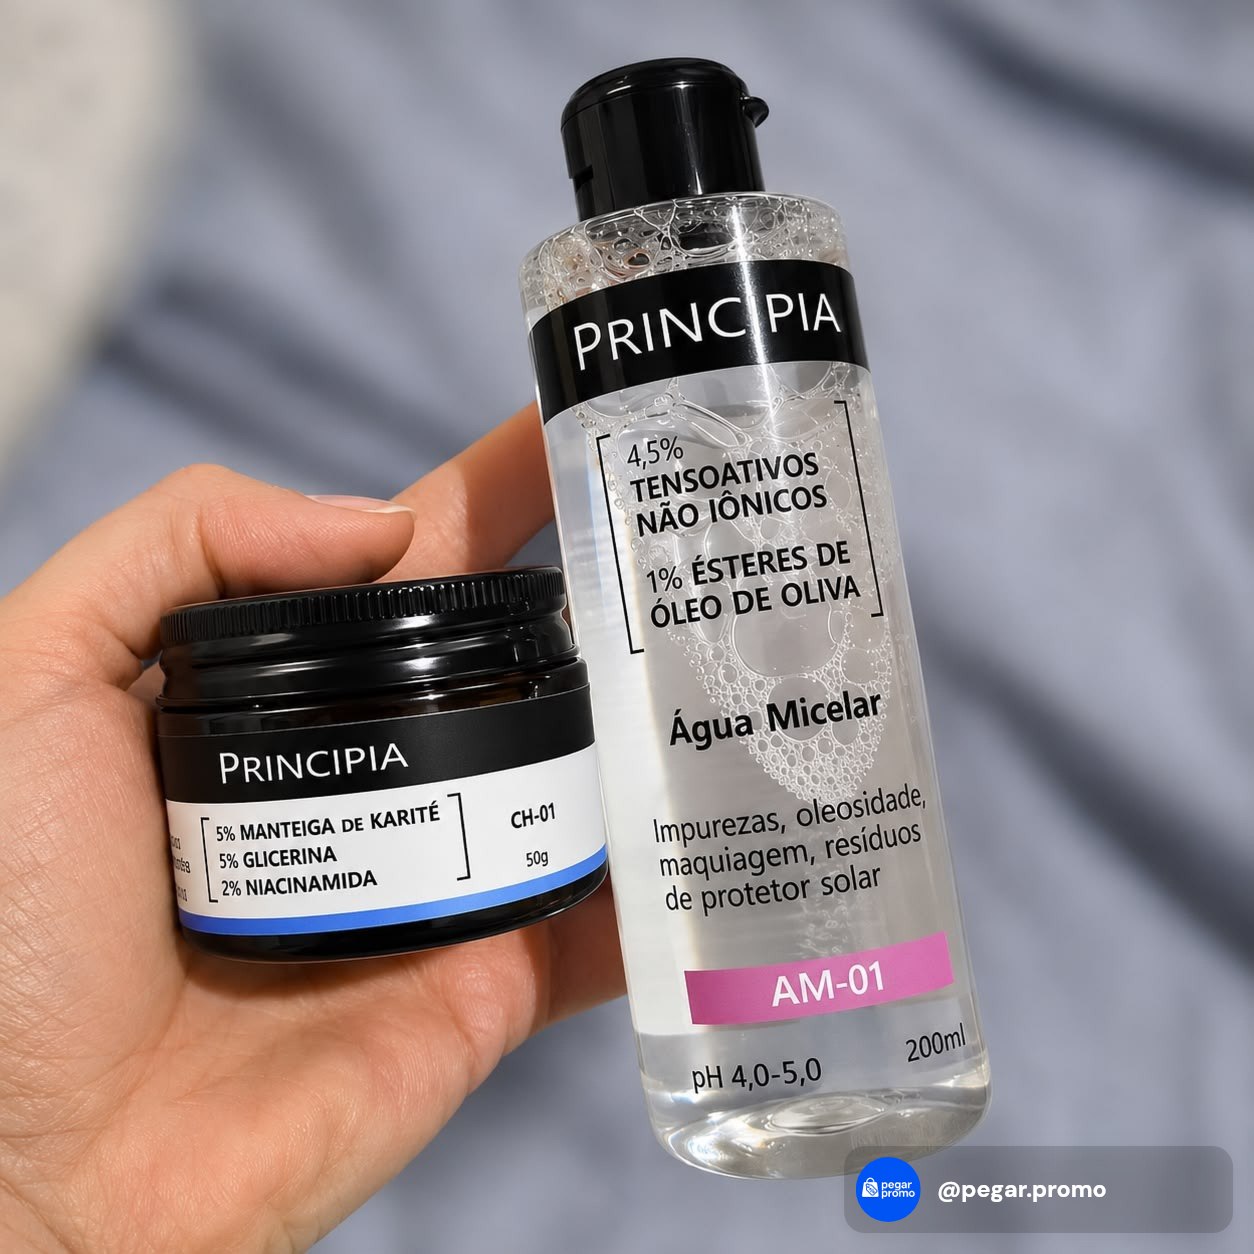 PRINCIPIA
4,5%
TENSOATIVOS
NÃO IÔNICOS
1% ÉSTERES DE
ÓLEO DE OLIVA
Água Micelar
Impurezas, oleosidade,
maquiagem, resíduos
de protetor solar
AM-01
200ml
pH 4,0-5,0
PRINCIPIA
5% MANTEIGA DE KARITÉ
5% GLICERINA
2% NIACINAMIDA
CH-01
50g
pegar
promo
@pegar.promo